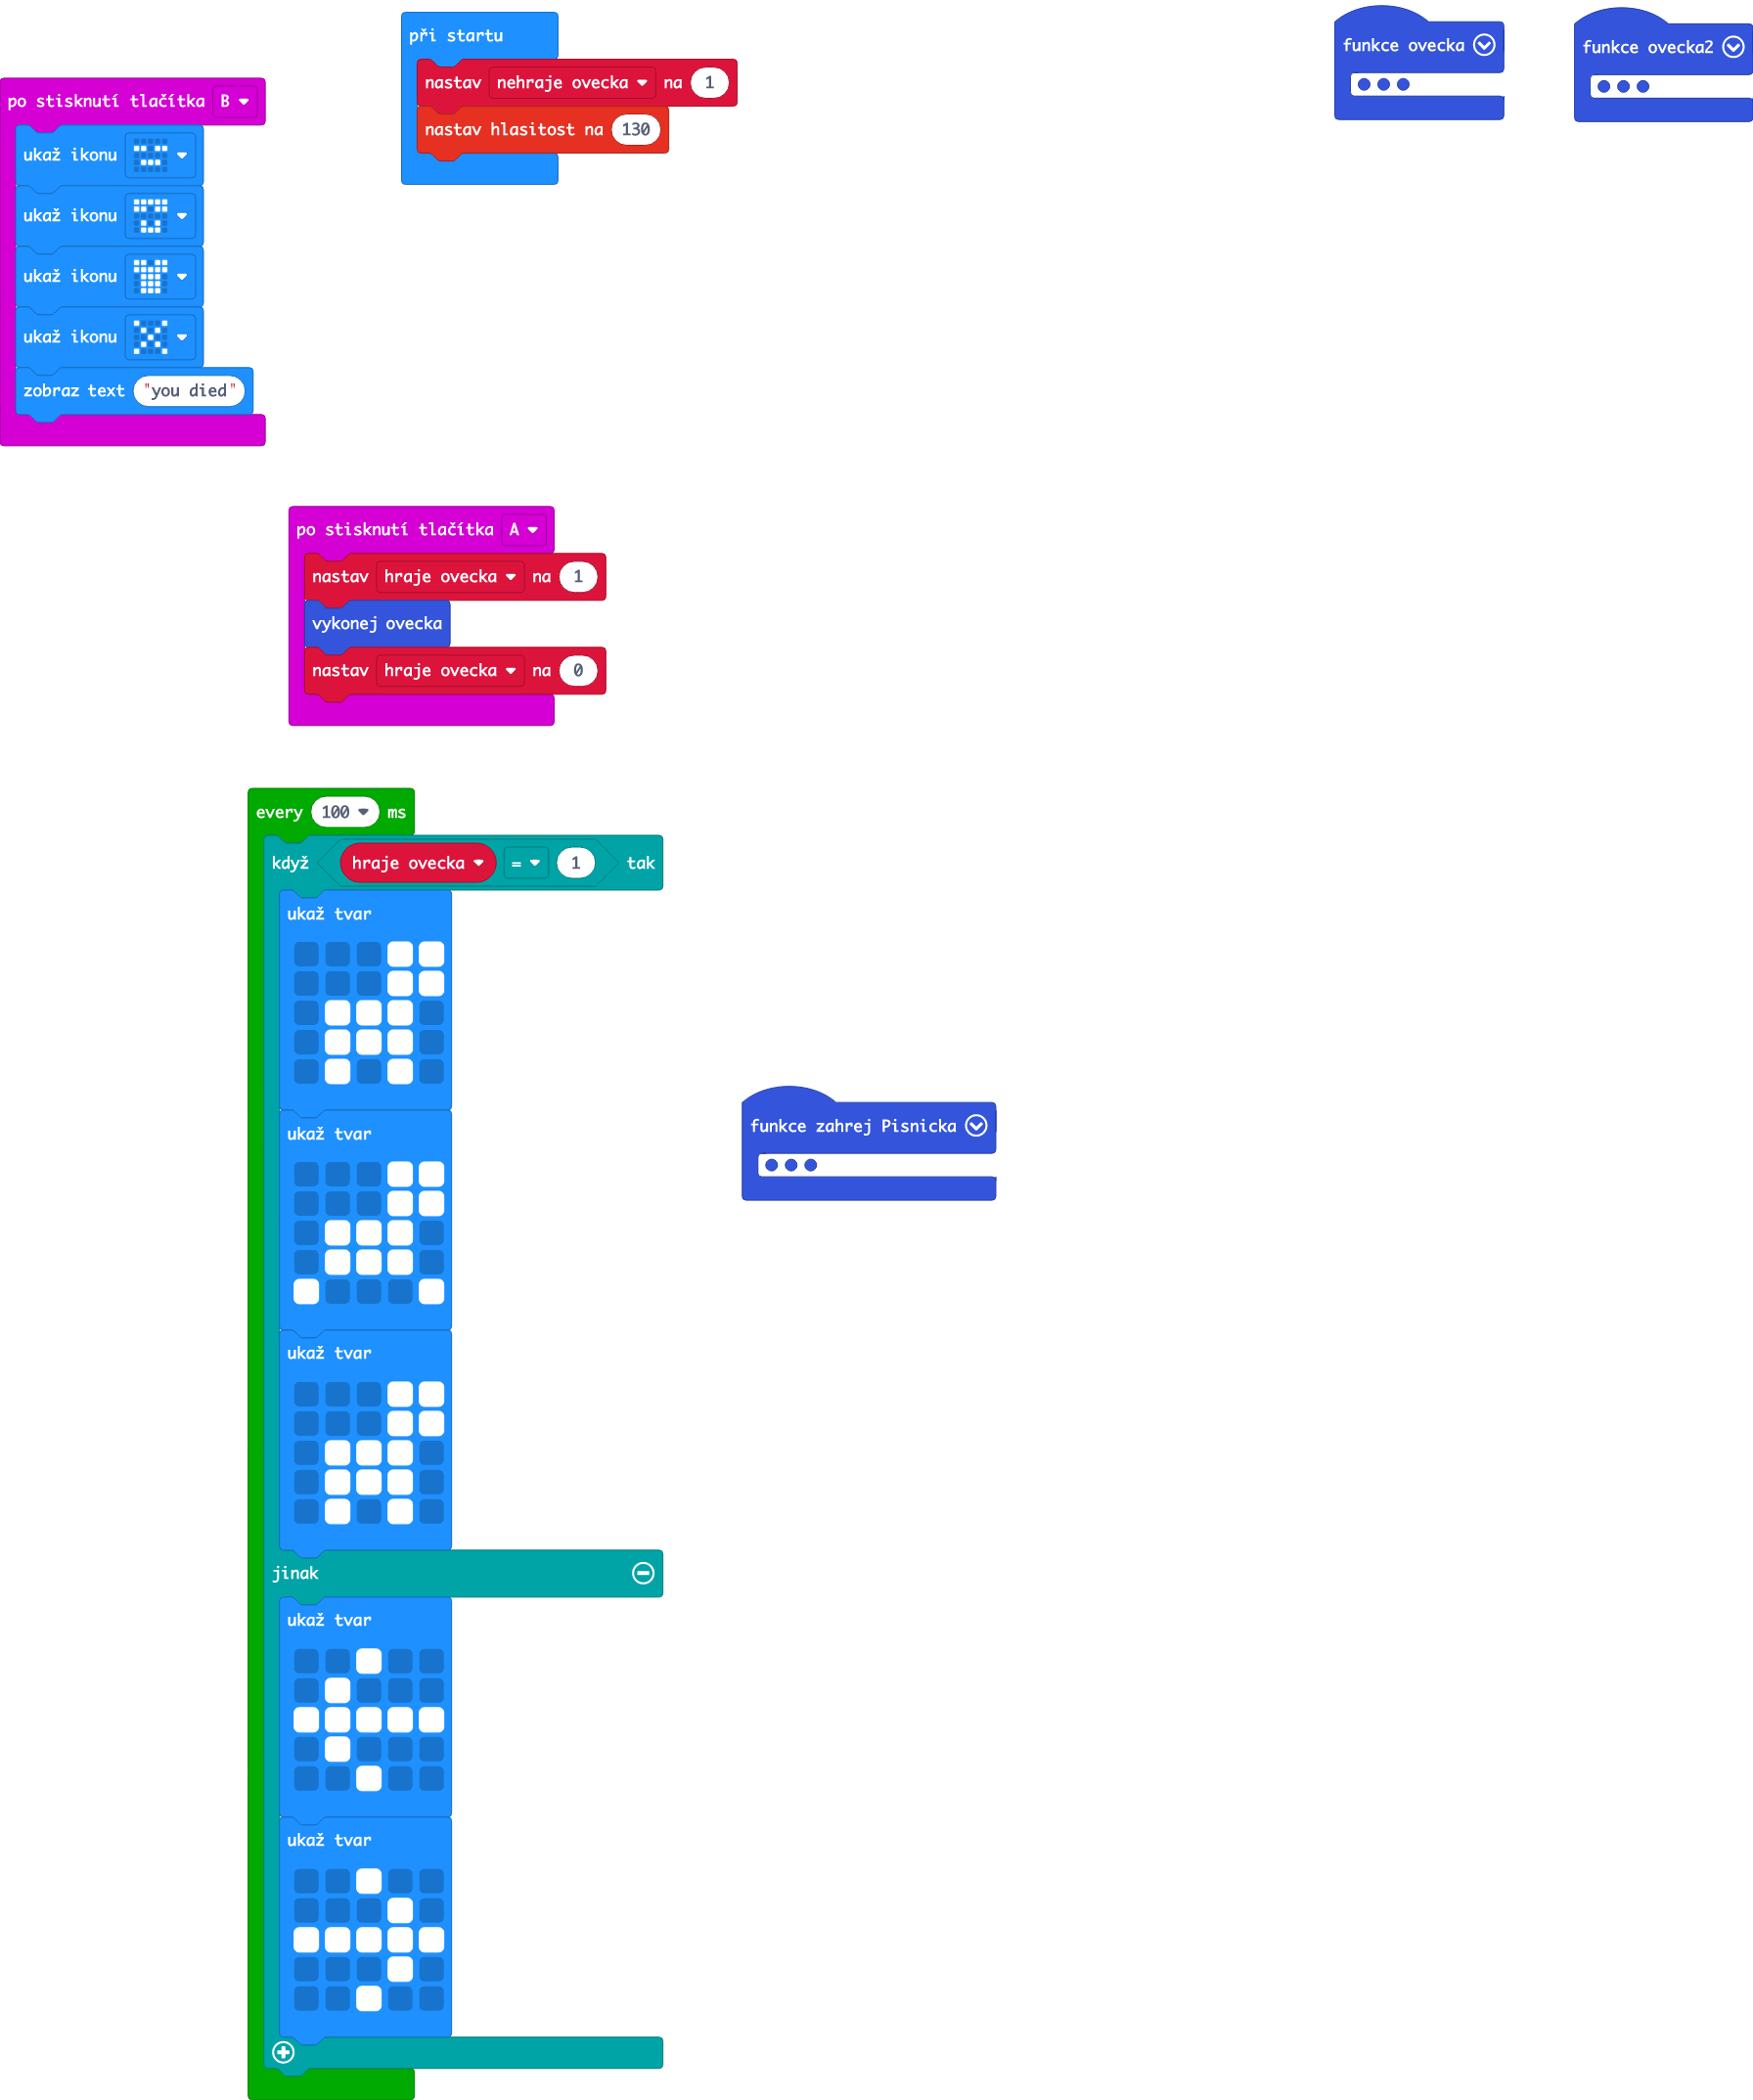 po stisknutí tlačítka B
ukaž ikonu
ukaž ikonu
ukaž ikonu
ukaž ikonu
zobraz text "you died"
při startu
nastav nehraje ovecka na 1
nastav hlasitost na 130
funkce ovecka
funkce ovecka2
po stisknutí tlačítka A
nastav hraje ovecka na 1
vykonej ovecka
nastav hraje ovecka na 0
every 100 ms
když hraje ovecka = 1 tak
ukaž tvar
ukaž tvar
ukaž tvar
jinak
ukaž tvar
ukaž tvar
funkce zahrej Pisnicka